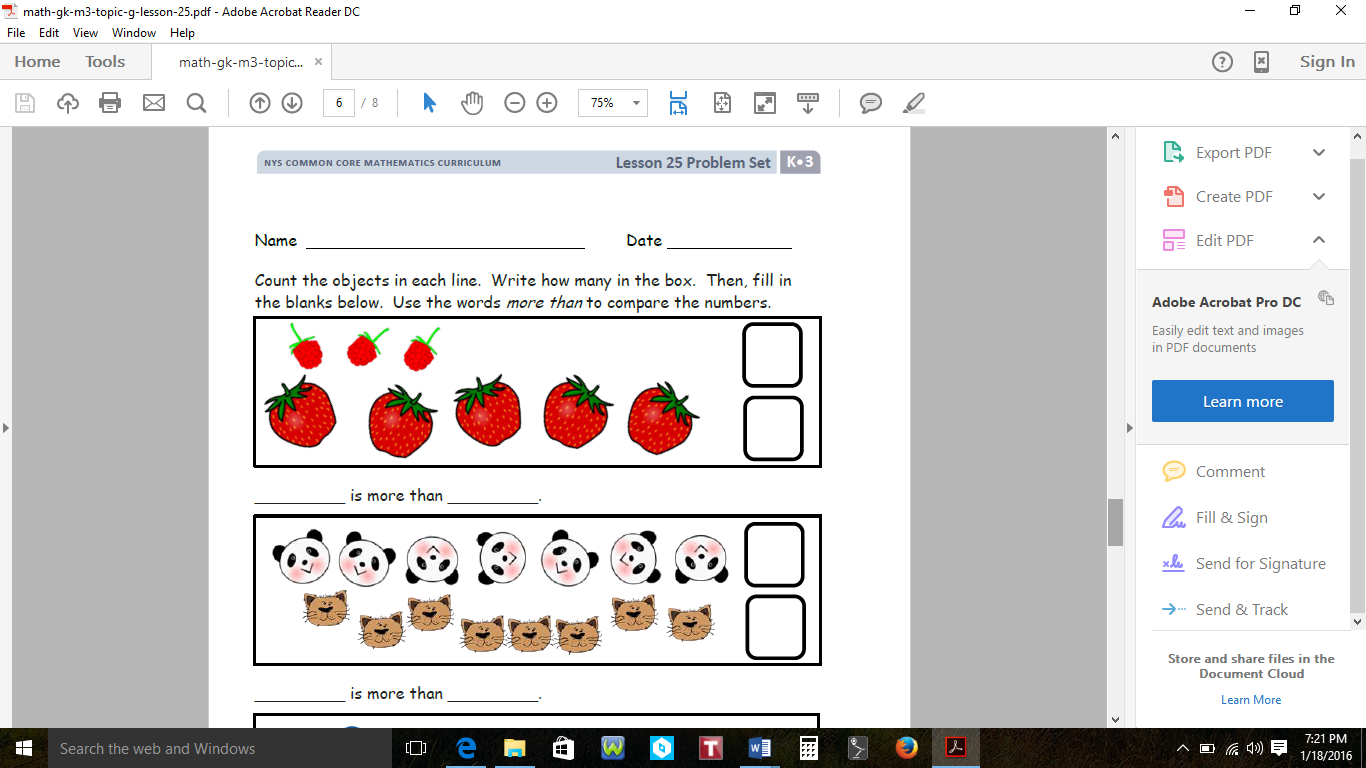 math-gk-m3-topic-g-lesson-25.pdf - Adobe Acrobat Reader DC
File Edit View Window Help
Home Tools math-gk-m3-topic... × Sign In
6 / 8 75%
NYS COMMON CORE MATHEMATICS CURRICULUM Lesson 25 Problem Set K•3
Name ____________ Date ____________
Count the objects in each line. Write how many in the box. Then, fill in
the blanks below. Use the words more than to compare the numbers.
__________ is more than __________.
__________ is more than __________.
Export PDF
Create PDF
Edit PDF
Adobe Acrobat Pro DC
Easily edit text and images
in PDF documents
Learn more
Comment
Fill & Sign
Send for Signature
Send & Track
Store and share files in the
Document Cloud
Learn More
Search the web and Windows
7:21 PM
1/18/2016